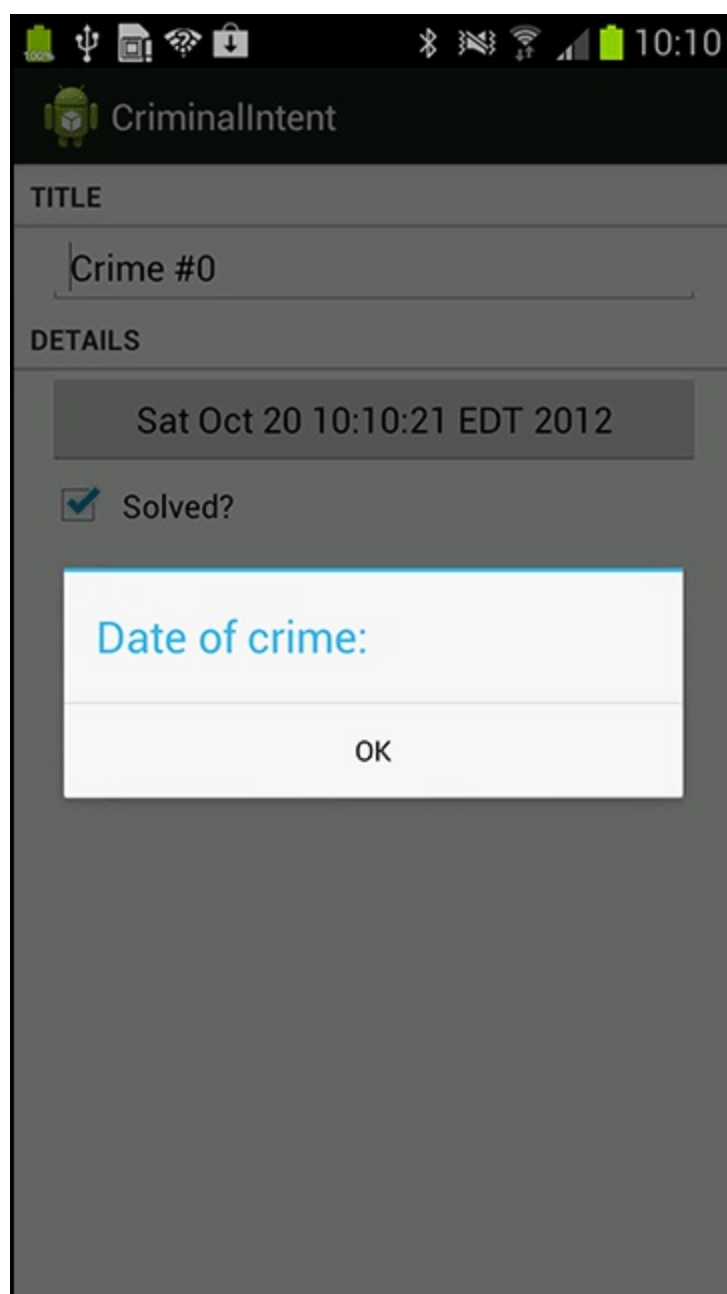 100%
10:10
CriminalIntent
TITLE
Crime #0
DETAILS
Sat Oct 20 10:10:21 EDT 2012
Solved?
Date of crime:
OK